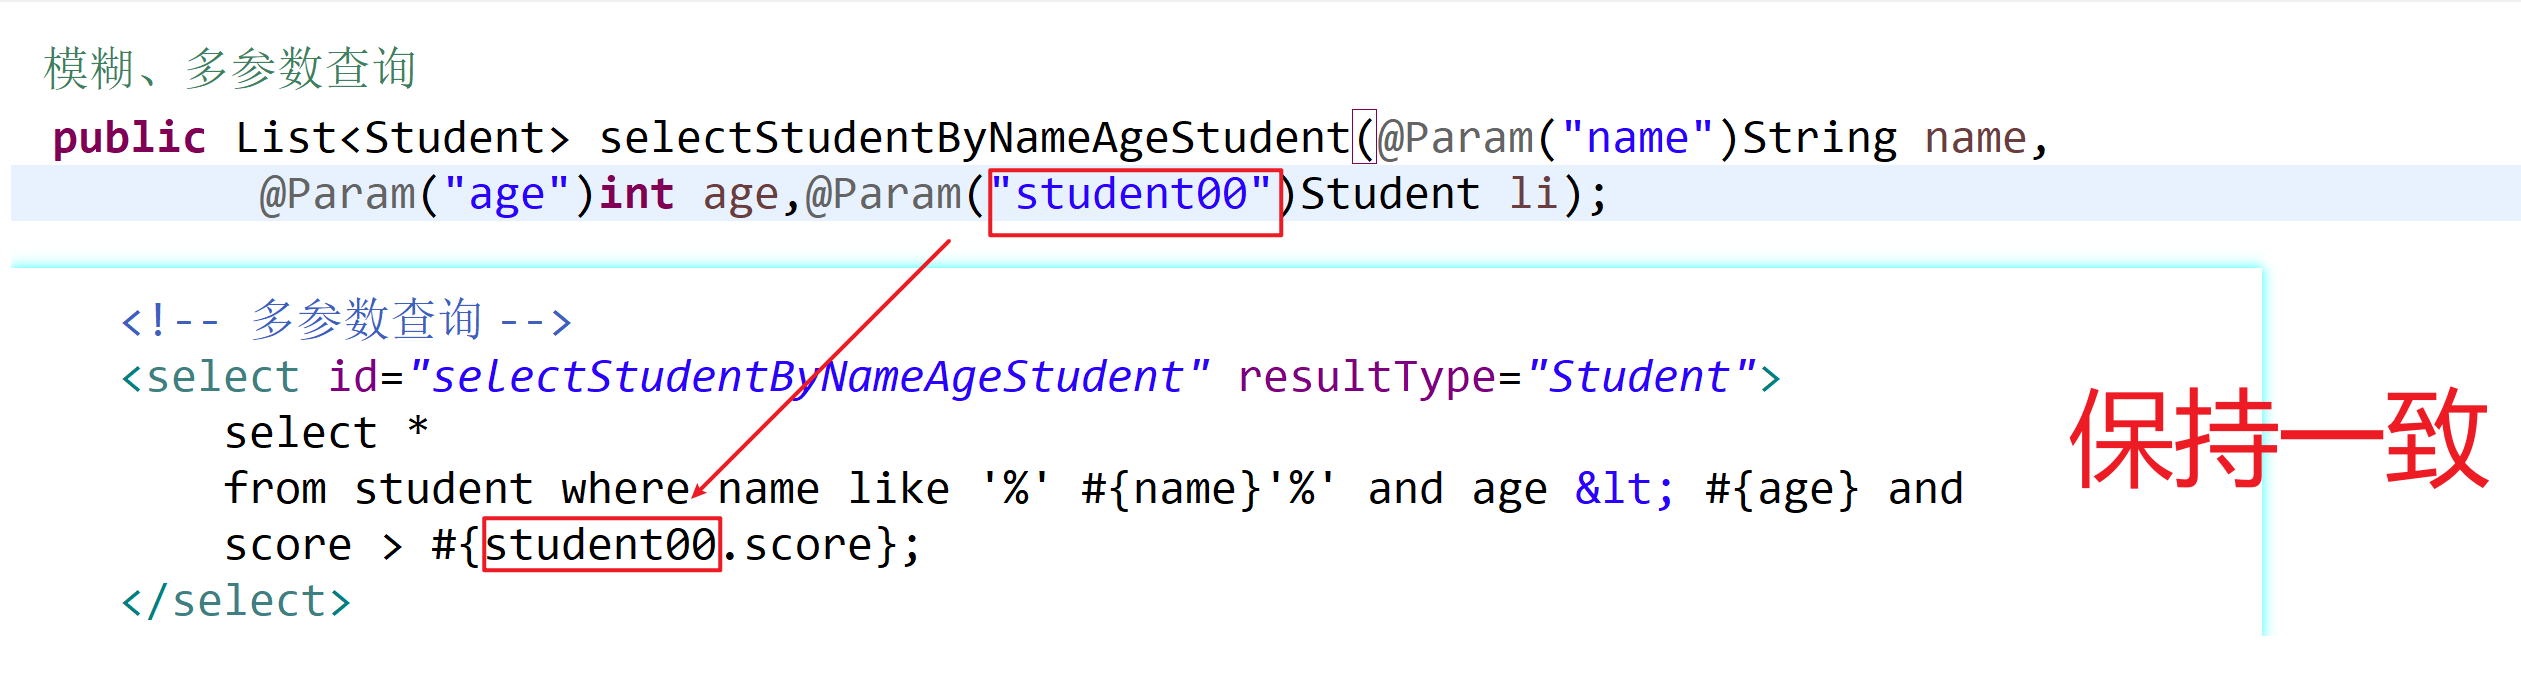 模糊、多参数查询
public List<Student> selectStudentByNameAgeStudent(@Param("name")String name,
@Param("age")int age,@Param("student00")Student li);
<!-- 多参数查询 -->
<select id="selectStudentByNameAgeStudent" resultType="Student">
select *
from student where name like '%' #{name}'%' and age &lt; #{age} and
score > #{student00.score};
</select>
保持一致